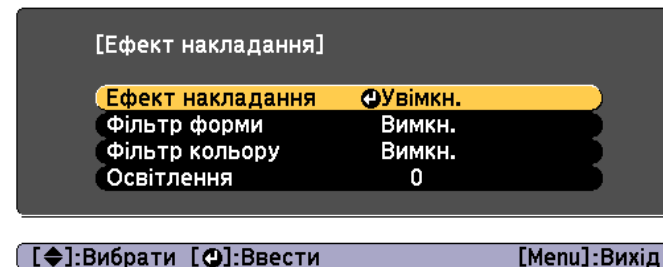 [Ефект накладання]
Ефект накладання Увімкн.
Фільтр форми Вимкн.
Фільтр кольору Вимкн.
Освітлення 0
[◆]:Вибрати [⏎]:Ввести [Menu]:Вихід